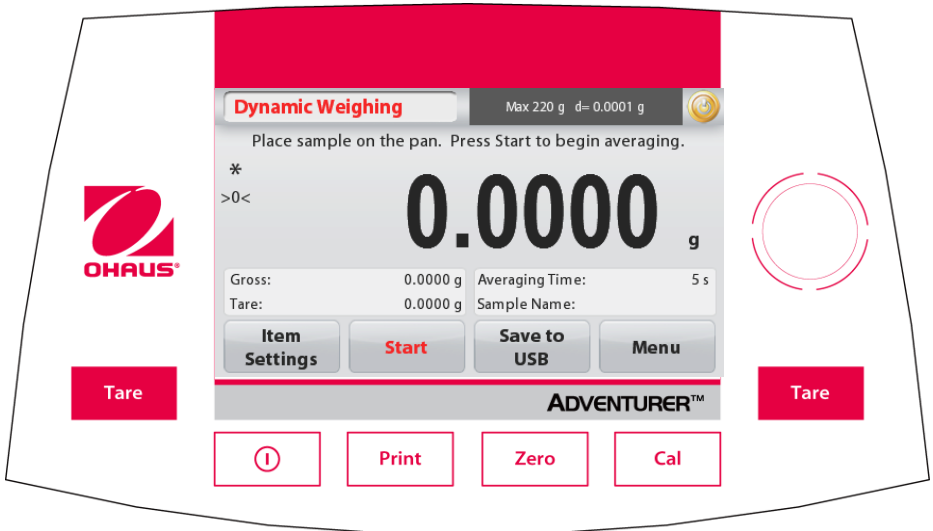 Dynamic Weighing
Max 220 g d= 0.0001 g
Place sample on the pan. Press Start to begin averaging.
*
>0<
0.0000 g
OHAUS®
Gross: 0.0000 g Averaging Time: 5 s
Tare: 0.0000 g Sample Name:
Item Settings
Start
Save to USB
Menu
Tare
ADVENTURER™
Tare
Print
Zero
Cal